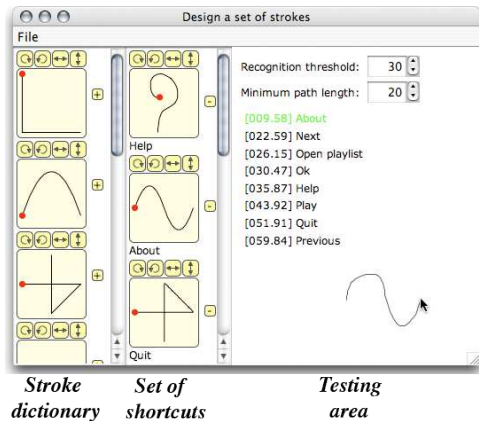 Design a set of strokes
File
Help
About
Quit
Recognition threshold: 30
Minimum path length: 20
[009.58] About
[022.59] Next
[026.15] Open playlist
[030.47] Ok
[035.87] Help
[043.92] Play
[051.91] Quit
[059.84] Previous
Stroke dictionary
Set of shortcuts
Testing area